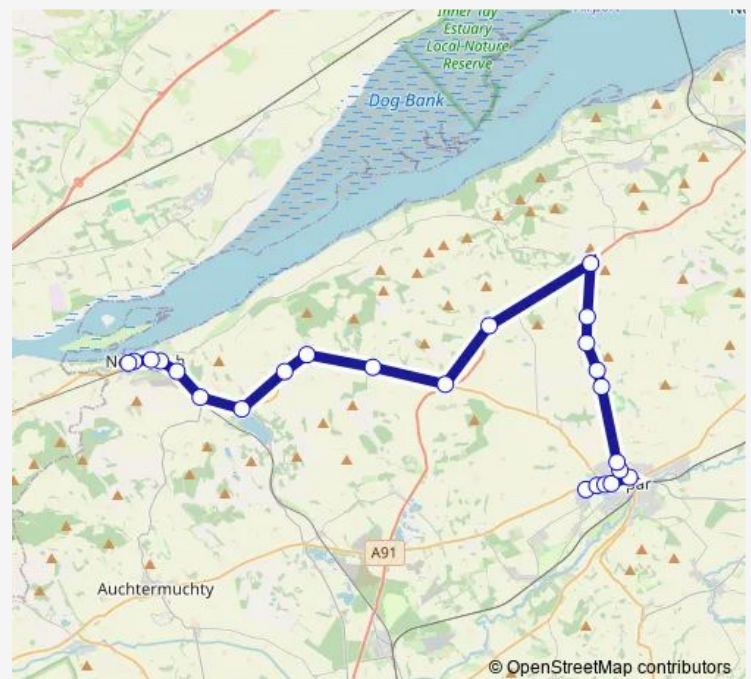 Inner Tay
Estuary
Local Nature
Reserve
Dog Bank
A91
Auchtermuchty
© OpenStreetMap contributors